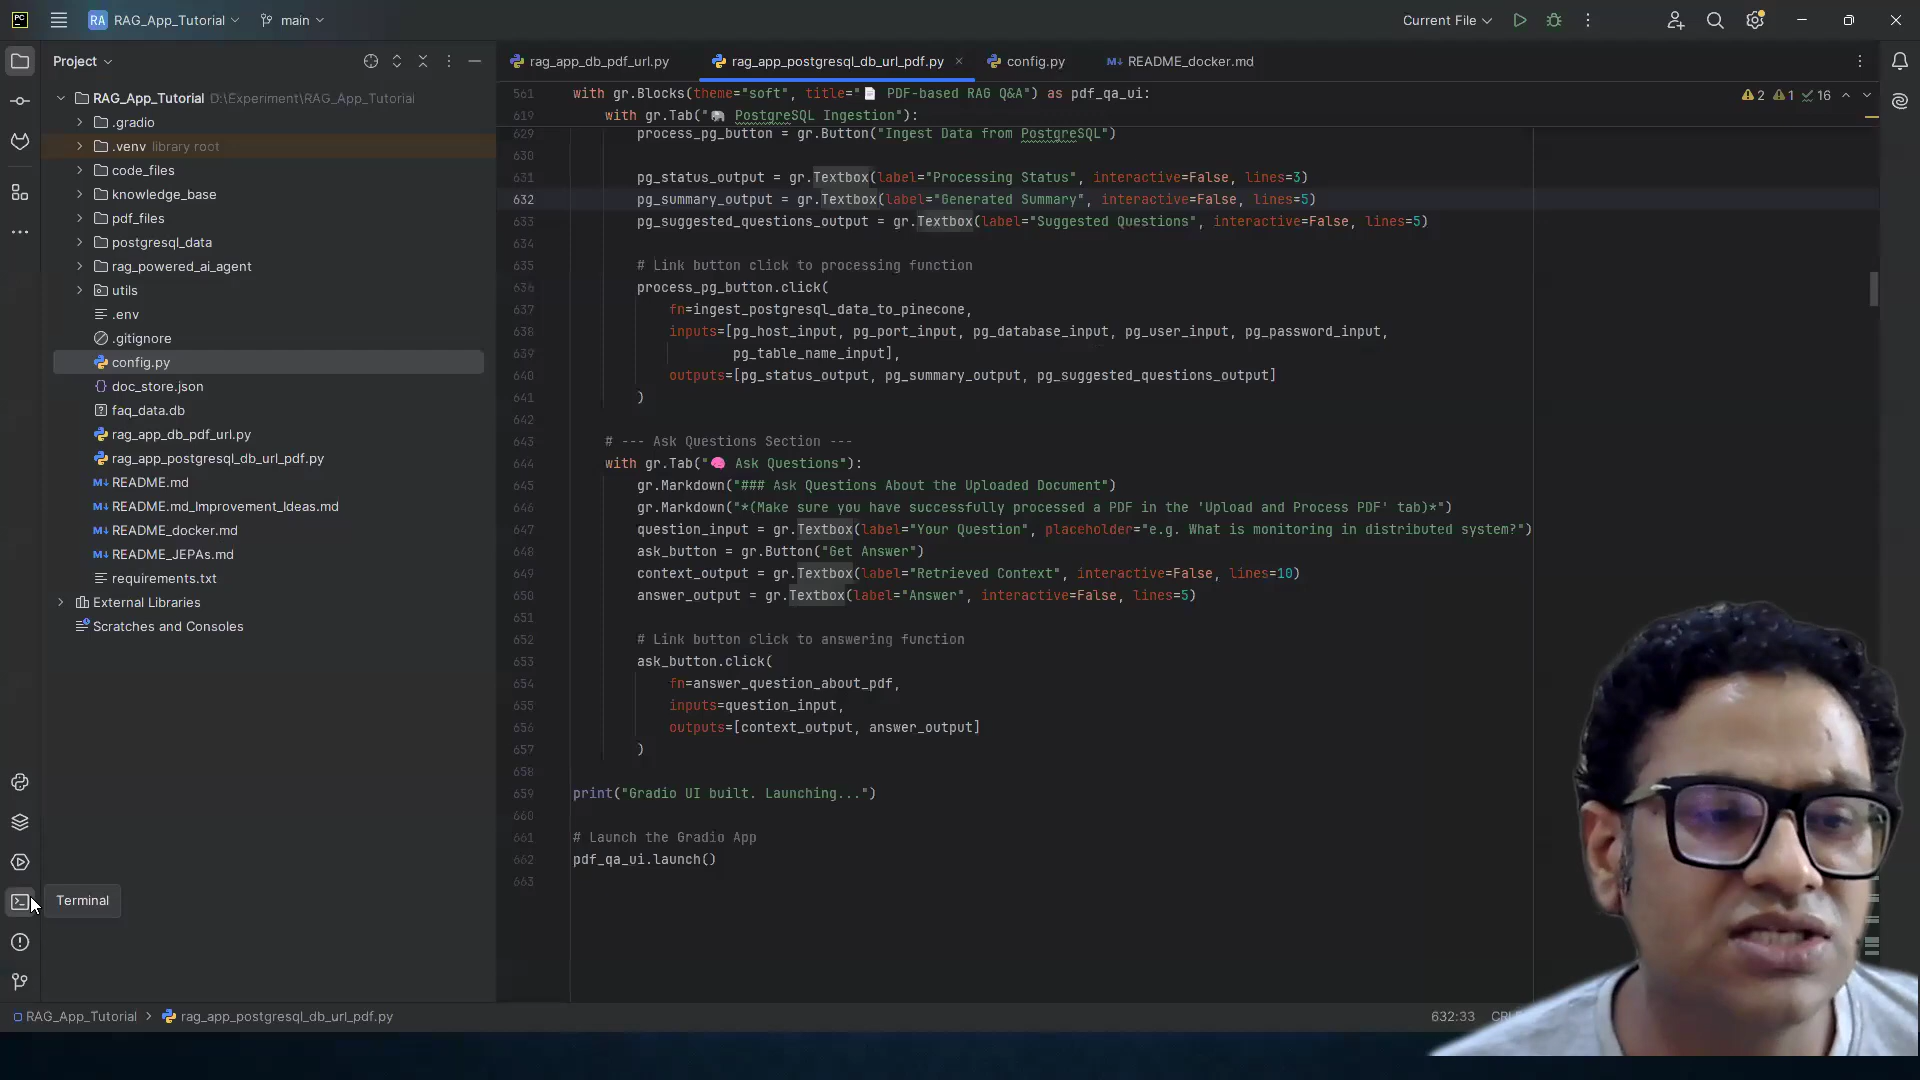 PC
RA RAG_App_Tutorial
main
Current File
Project
RAG_App_Tutorial D:\Experiment\RAG_App_Tutorial
.gradio
.venv library root
code_files
knowledge_base
pdf_files
postgresql_data
rag_powered_ai_agent
utils
.env
.gitignore
config.py
doc_store.json
faq_data.db
rag_app_db_pdf_url.py
rag_app_postgresql_db_url_pdf.py
README.md
README.md_Improvement_Ideas.md
README_docker.md
README_JEPAs.md
requirements.txt
External Libraries
Scratches and Consoles
Terminal
rag_app_db_pdf_url.py
rag_app_postgresql_db_url_pdf.py
config.py
README_docker.md
2 1 16
561 with gr.Blocks(theme="soft", title="📄 PDF-based RAG Q&A") as pdf_qa_ui:
619 with gr.Tab("🐘 PostgreSQL Ingestion"):
629 process_pg_button = gr.Button("Ingest Data from PostgreSQL")
630
631 pg_status_output = gr.Textbox(label="Processing Status", interactive=False, lines=3)
632 pg_summary_output = gr.Textbox(label="Generated Summary", interactive=False, lines=5)
633 pg_suggested_questions_output = gr.Textbox(label="Suggested Questions", interactive=False, lines=5)
634
635 # Link button click to processing function
636 process_pg_button.click(
637 fn=ingest_postgresql_data_to_pinecone,
638 inputs=[pg_host_input, pg_port_input, pg_database_input, pg_user_input, pg_password_input,
639 pg_table_name_input],
640 outputs=[pg_status_output, pg_summary_output, pg_suggested_questions_output]
641 )
642
643 # --- Ask Questions Section ---
644 with gr.Tab("🧠 Ask Questions"):
645 gr.Markdown("### Ask Questions About the Uploaded Document")
646 gr.Markdown("*(Make sure you have successfully processed a PDF in the 'Upload and Process PDF' tab)*")
647 question_input = gr.Textbox(label="Your Question", placeholder="e.g. What is monitoring in distributed system?")
648 ask_button = gr.Button("Get Answer")
649 context_output = gr.Textbox(label="Retrieved Context", interactive=False, lines=10)
650 answer_output = gr.Textbox(label="Answer", interactive=False, lines=5)
651
652 # Link button click to answering function
653 ask_button.click(
654 fn=answer_question_about_pdf,
655 inputs=question_input,
656 outputs=[context_output, answer_output]
657 )
658
659 print("Gradio UI built. Launching...")
660
661 # Launch the Gradio App
662 pdf_qa_ui.launch()
663
RAG_App_Tutorial > rag_app_postgresql_db_url_pdf.py
632:33